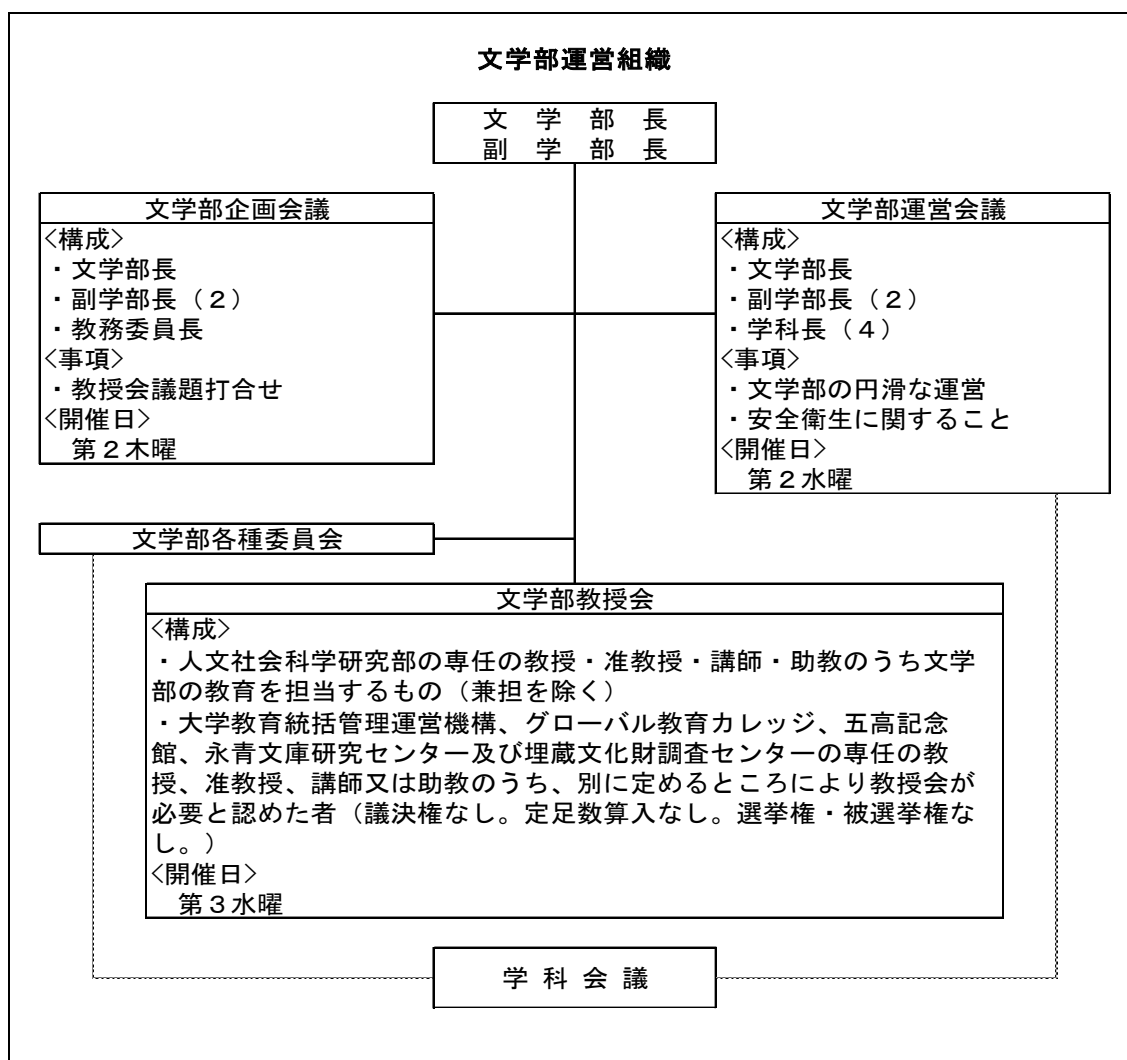 文学部運営組織
文　学　部　長
副　学　部　長
文学部企画会議
<構成>
・文学部長
・副学部長（２）
・教務委員長
<事項>
・教授会議題打合せ
<開催日>
　第２木曜
文学部運営会議
<構成>
・文学部長
・副学部長（２）
・学科長（４）
<事項>
・文学部の円滑な運営
・安全衛生に関すること
<開催日>
　第２水曜
文学部各種委員会
文学部教授会
<構成>
・人文社会科学研究部の専任の教授・准教授・講師・助教のうち文学
部の教育を担当するもの（兼担を除く）
・大学教育統括管理運営機構、グローバル教育カレッジ、五高記念
館、永青文庫研究センター及び埋蔵文化財調査センターの専任の教
授、准教授、講師又は助教のうち、別に定めるところにより教授会が
必要と認めた者（議決権なし。定足数算入なし。選挙権・被選挙権な
し。）
<開催日>
　第３水曜
学 科 会 議